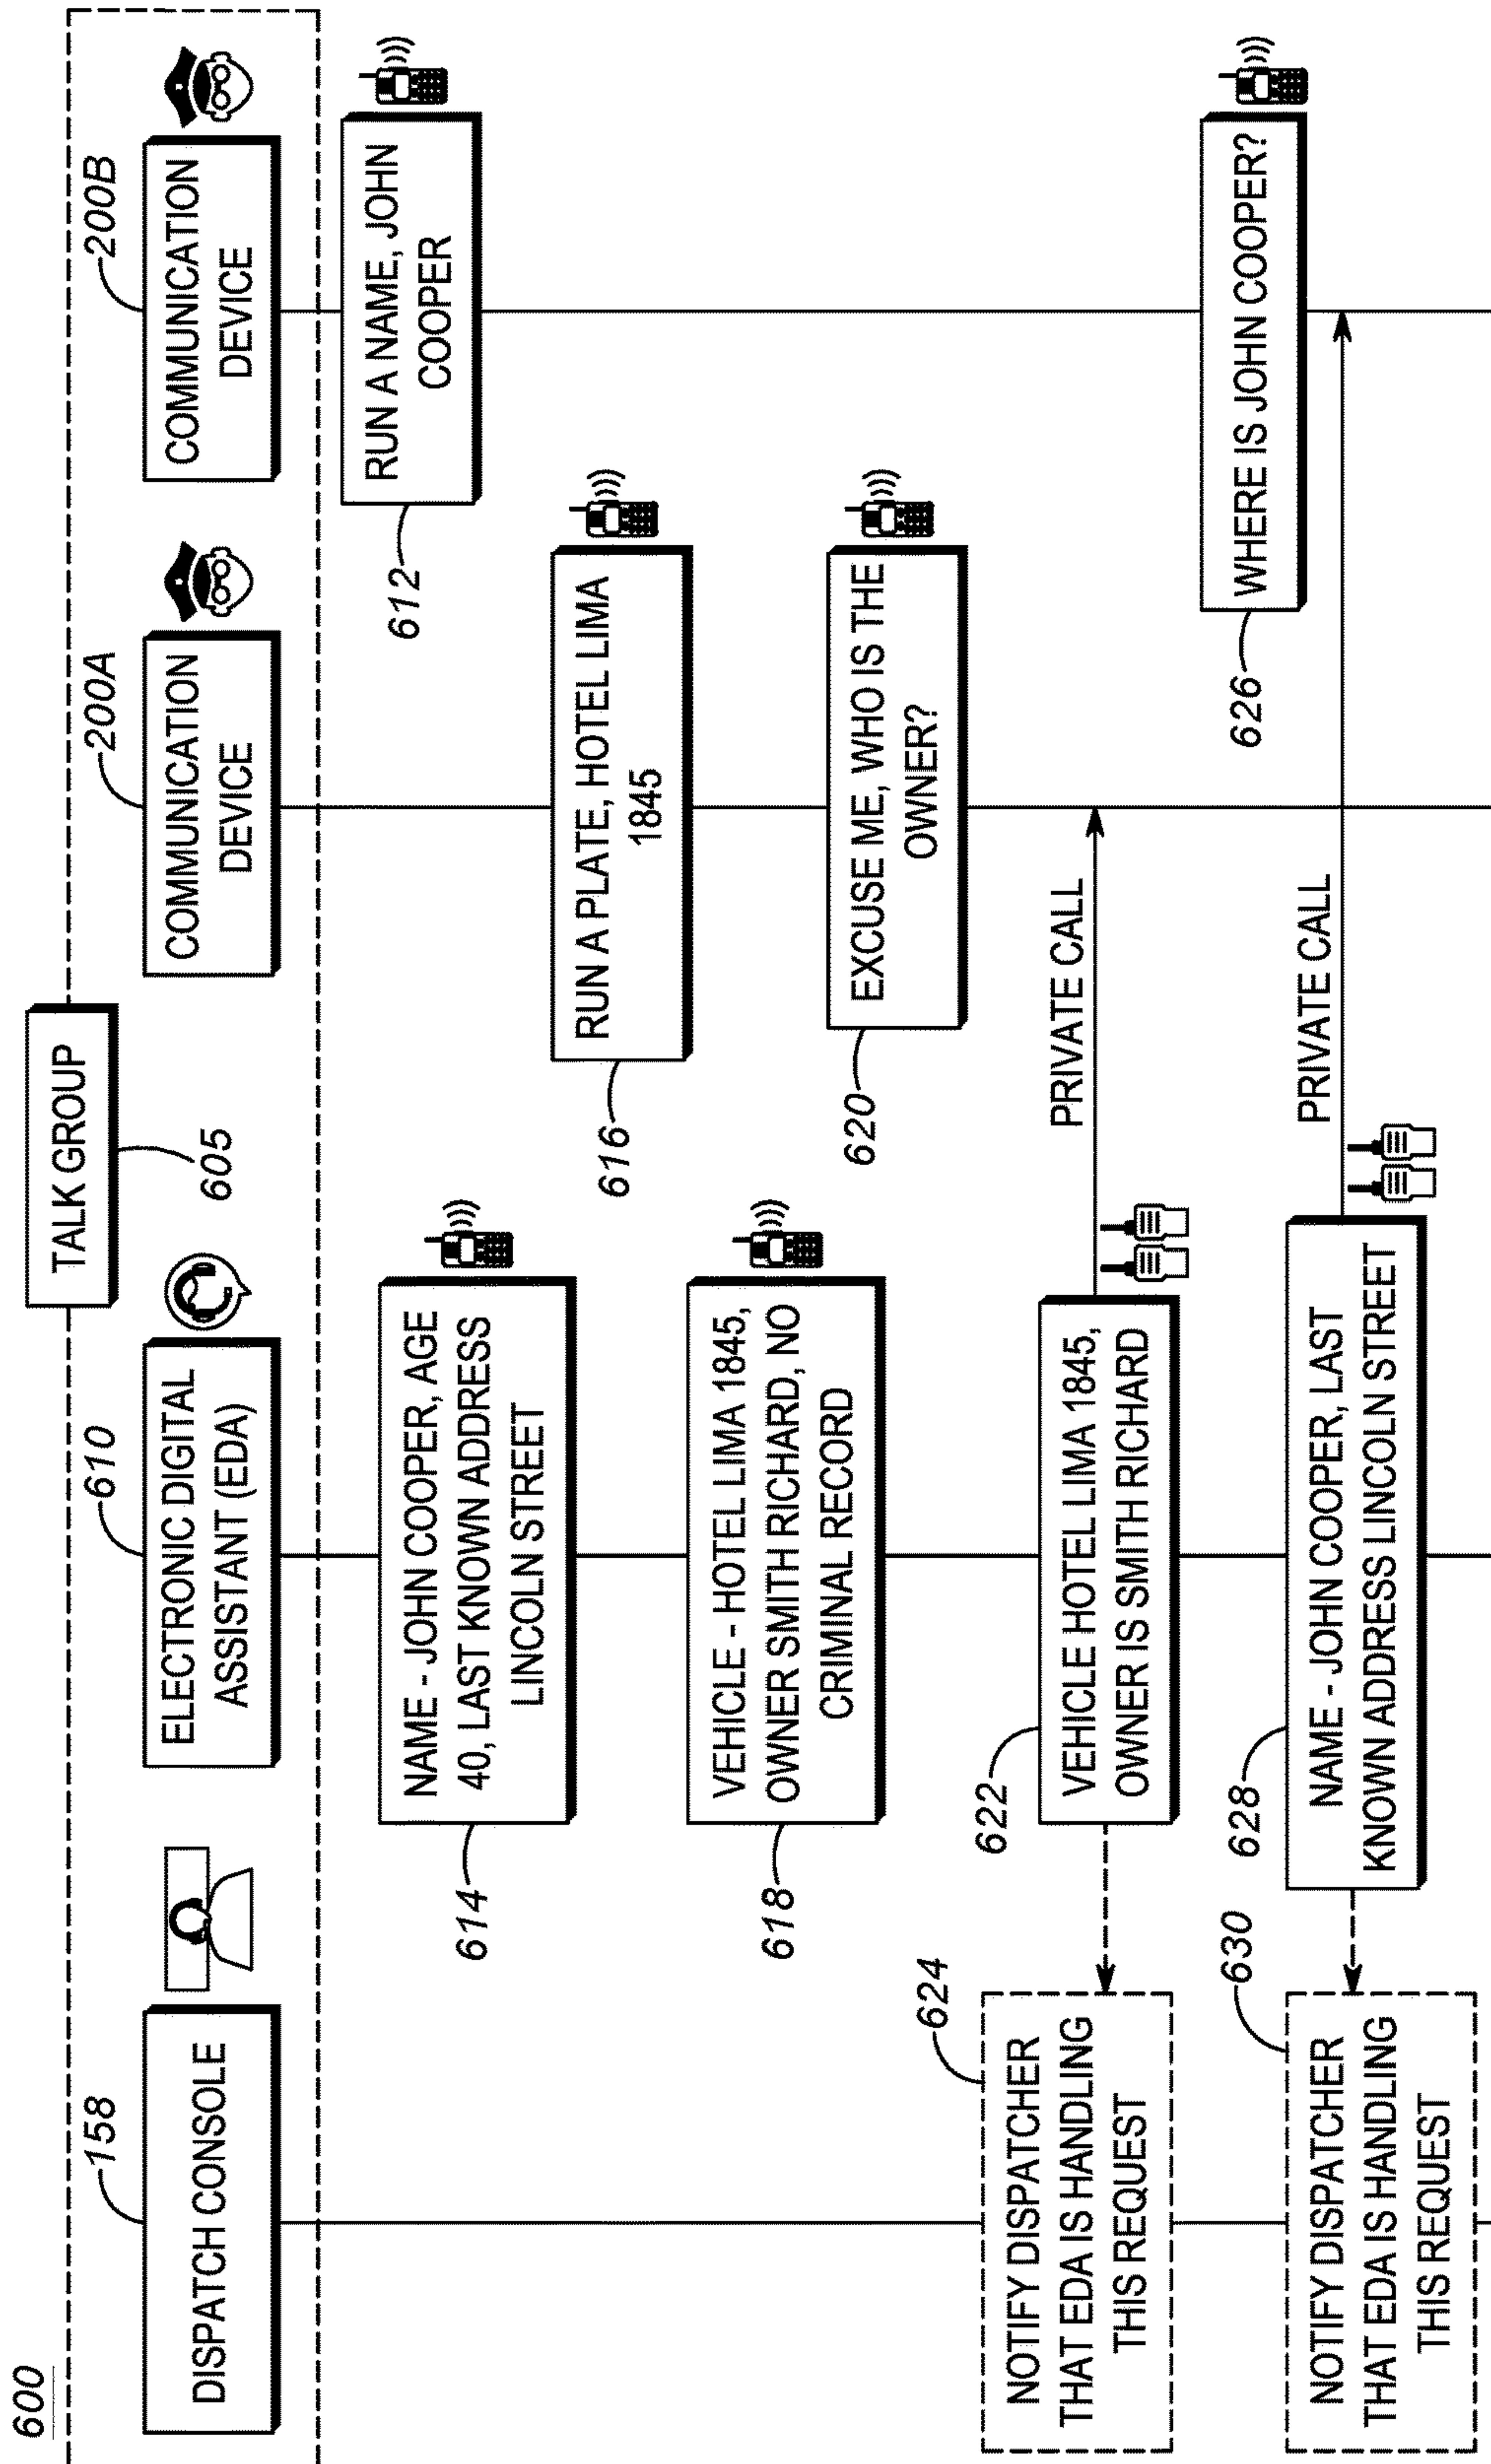 600
TALK GROUP
605
158
610
200A
200B
DISPATCH CONSOLE
ELECTRONIC DIGITAL
ASSISTANT (EDA)
COMMUNICATION
DEVICE
COMMUNICATION
DEVICE
RUN A NAME, JOHN
COOPER
612
NAME - JOHN COOPER, AGE
40, LAST KNOWN ADDRESS
LINCOLN STREET
614
RUN A PLATE, HOTEL LIMA
1845
616
VEHICLE - HOTEL LIMA 1845,
OWNER SMITH RICHARD, NO
CRIMINAL RECORD
618
EXCUSE ME, WHO IS THE
OWNER?
620
622
VEHICLE HOTEL LIMA 1845,
OWNER IS SMITH RICHARD
PRIVATE CALL
624
NOTIFY DISPATCHER
THAT EDA IS HANDLING
THIS REQUEST
WHERE IS JOHN COOPER?
626
628
NAME - JOHN COOPER, LAST
KNOWN ADDRESS LINCOLN STREET
PRIVATE CALL
630
NOTIFY DISPATCHER
THAT EDA IS HANDLING
THIS REQUEST